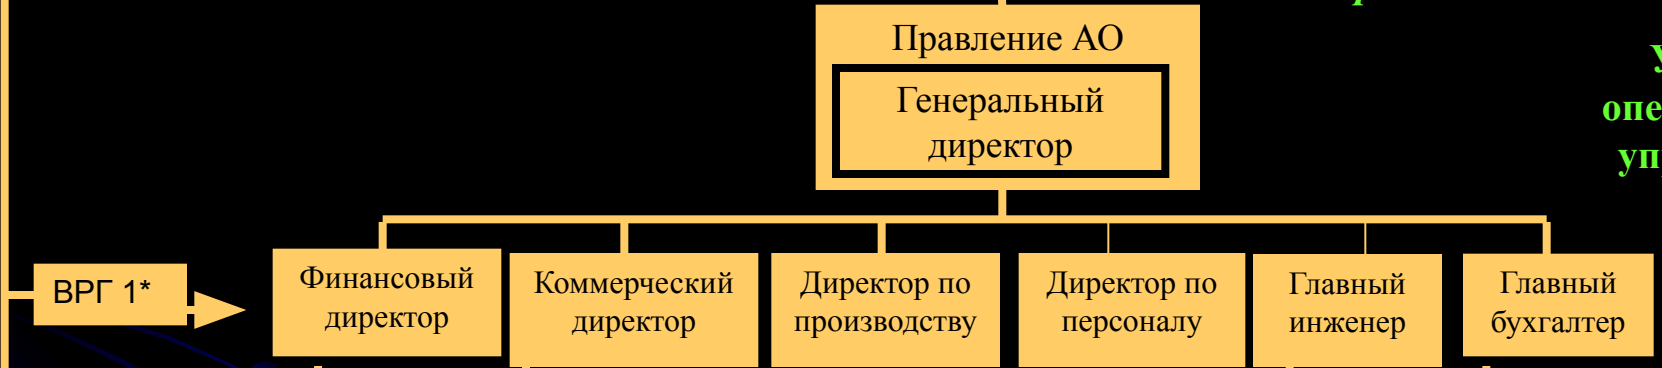 Правление АО
Генеральный
директор
ВРГ 1*
Финансовый
директор
Коммерческий
директор
Директор по
производству
Директор по
персоналу
Главный
инженер
Главный
бухгалтер